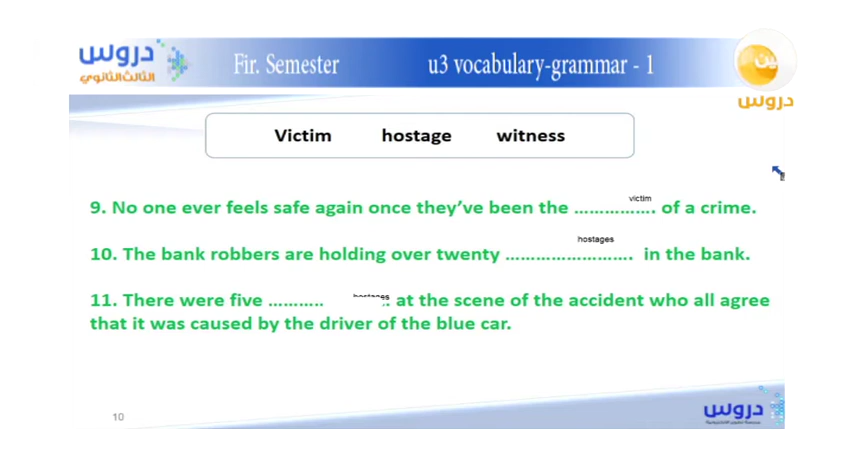 دروس
الثالث الثانوي
Fir. Semester
u3 vocabulary-grammar - 1
ين
دروس
Victim hostage witness
victim
9. No one ever feels safe again once they've been the ................ of a crime.
hostages
10. The bank robbers are holding over twenty ......................... in the bank.
hostages
11. There were five ........... .. at the scene of the accident who all agree
that it was caused by the driver of the blue car.
10
دروس